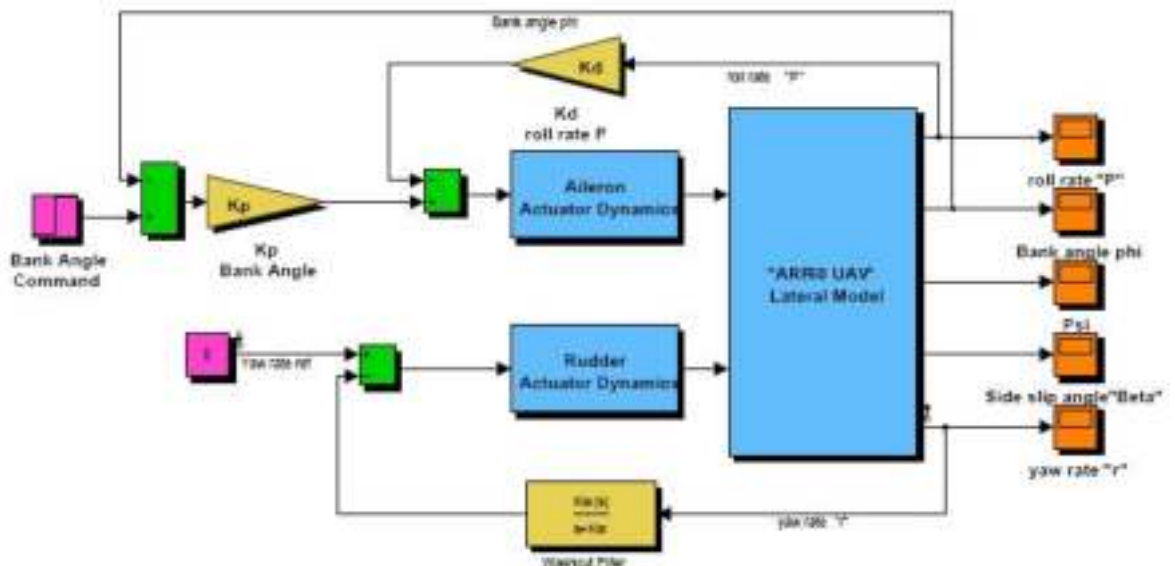 Bank angle phi
Kd
roll rate "P"
Kd
roll rate P
Aileron
Actuator Dynamics
Kp
Kp
Bank Angle
Bank Angle
Command
Lateral Model
roll rate "P"
Bank angle phi
Psi
Side slip angle"Beta"
yaw rate "r"
Yaw rate ref
Rudder
Actuator Dynamics
yaw rate "r"
Washout Filter